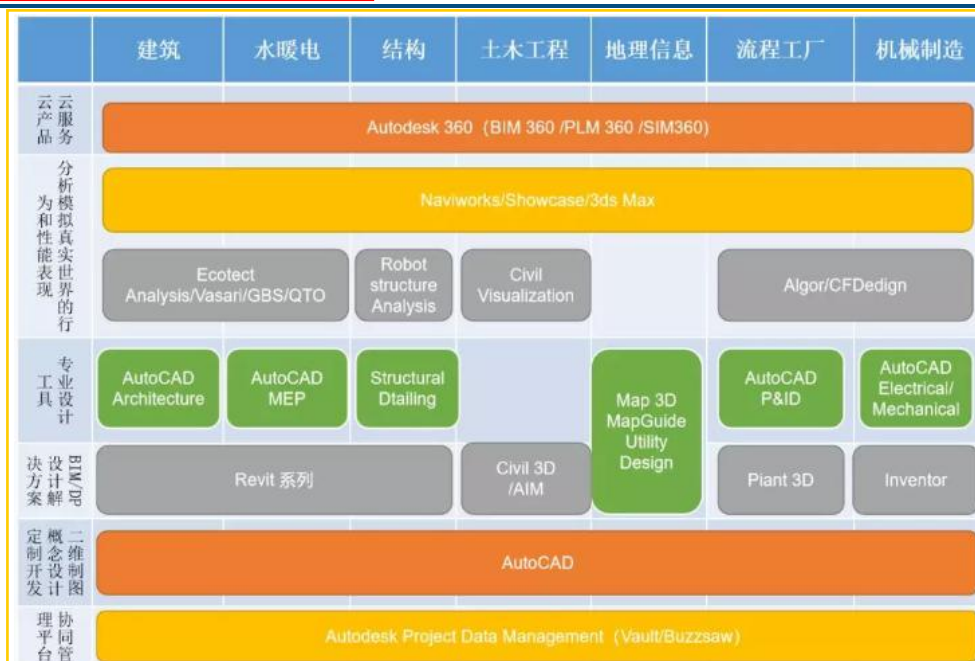 建筑
水暖电
结构
土木工程
地理信息
流程工厂
机械制造
云服务
云产品
Autodesk 360（BIM 360 /PLM 360 /SIM360)
分析模拟真实世界的行
为和性能表现
Naviworks/Showcase/3ds Max
Ecotect
Analysis/Vasari/GBS/QTO
Robot
structure
Analysis
Civil
Visualization
Algor/CFDedign
专业设计
工具
AutoCAD
Architecture
AutoCAD
MEP
Structural
Dtailing
Map 3D
MapGuide
Utility
Design
AutoCAD
P&ID
AutoCAD
Electrical/
Mechanical
BIM/DP
设计解
决方案
Revit 系列
Civil 3D
/AIM
Plant 3D
Inventor
二维制图
概念设计
定制开发
AutoCAD
协同管
理平台
Autodesk Project Data Management（Vault/Buzzsaw）